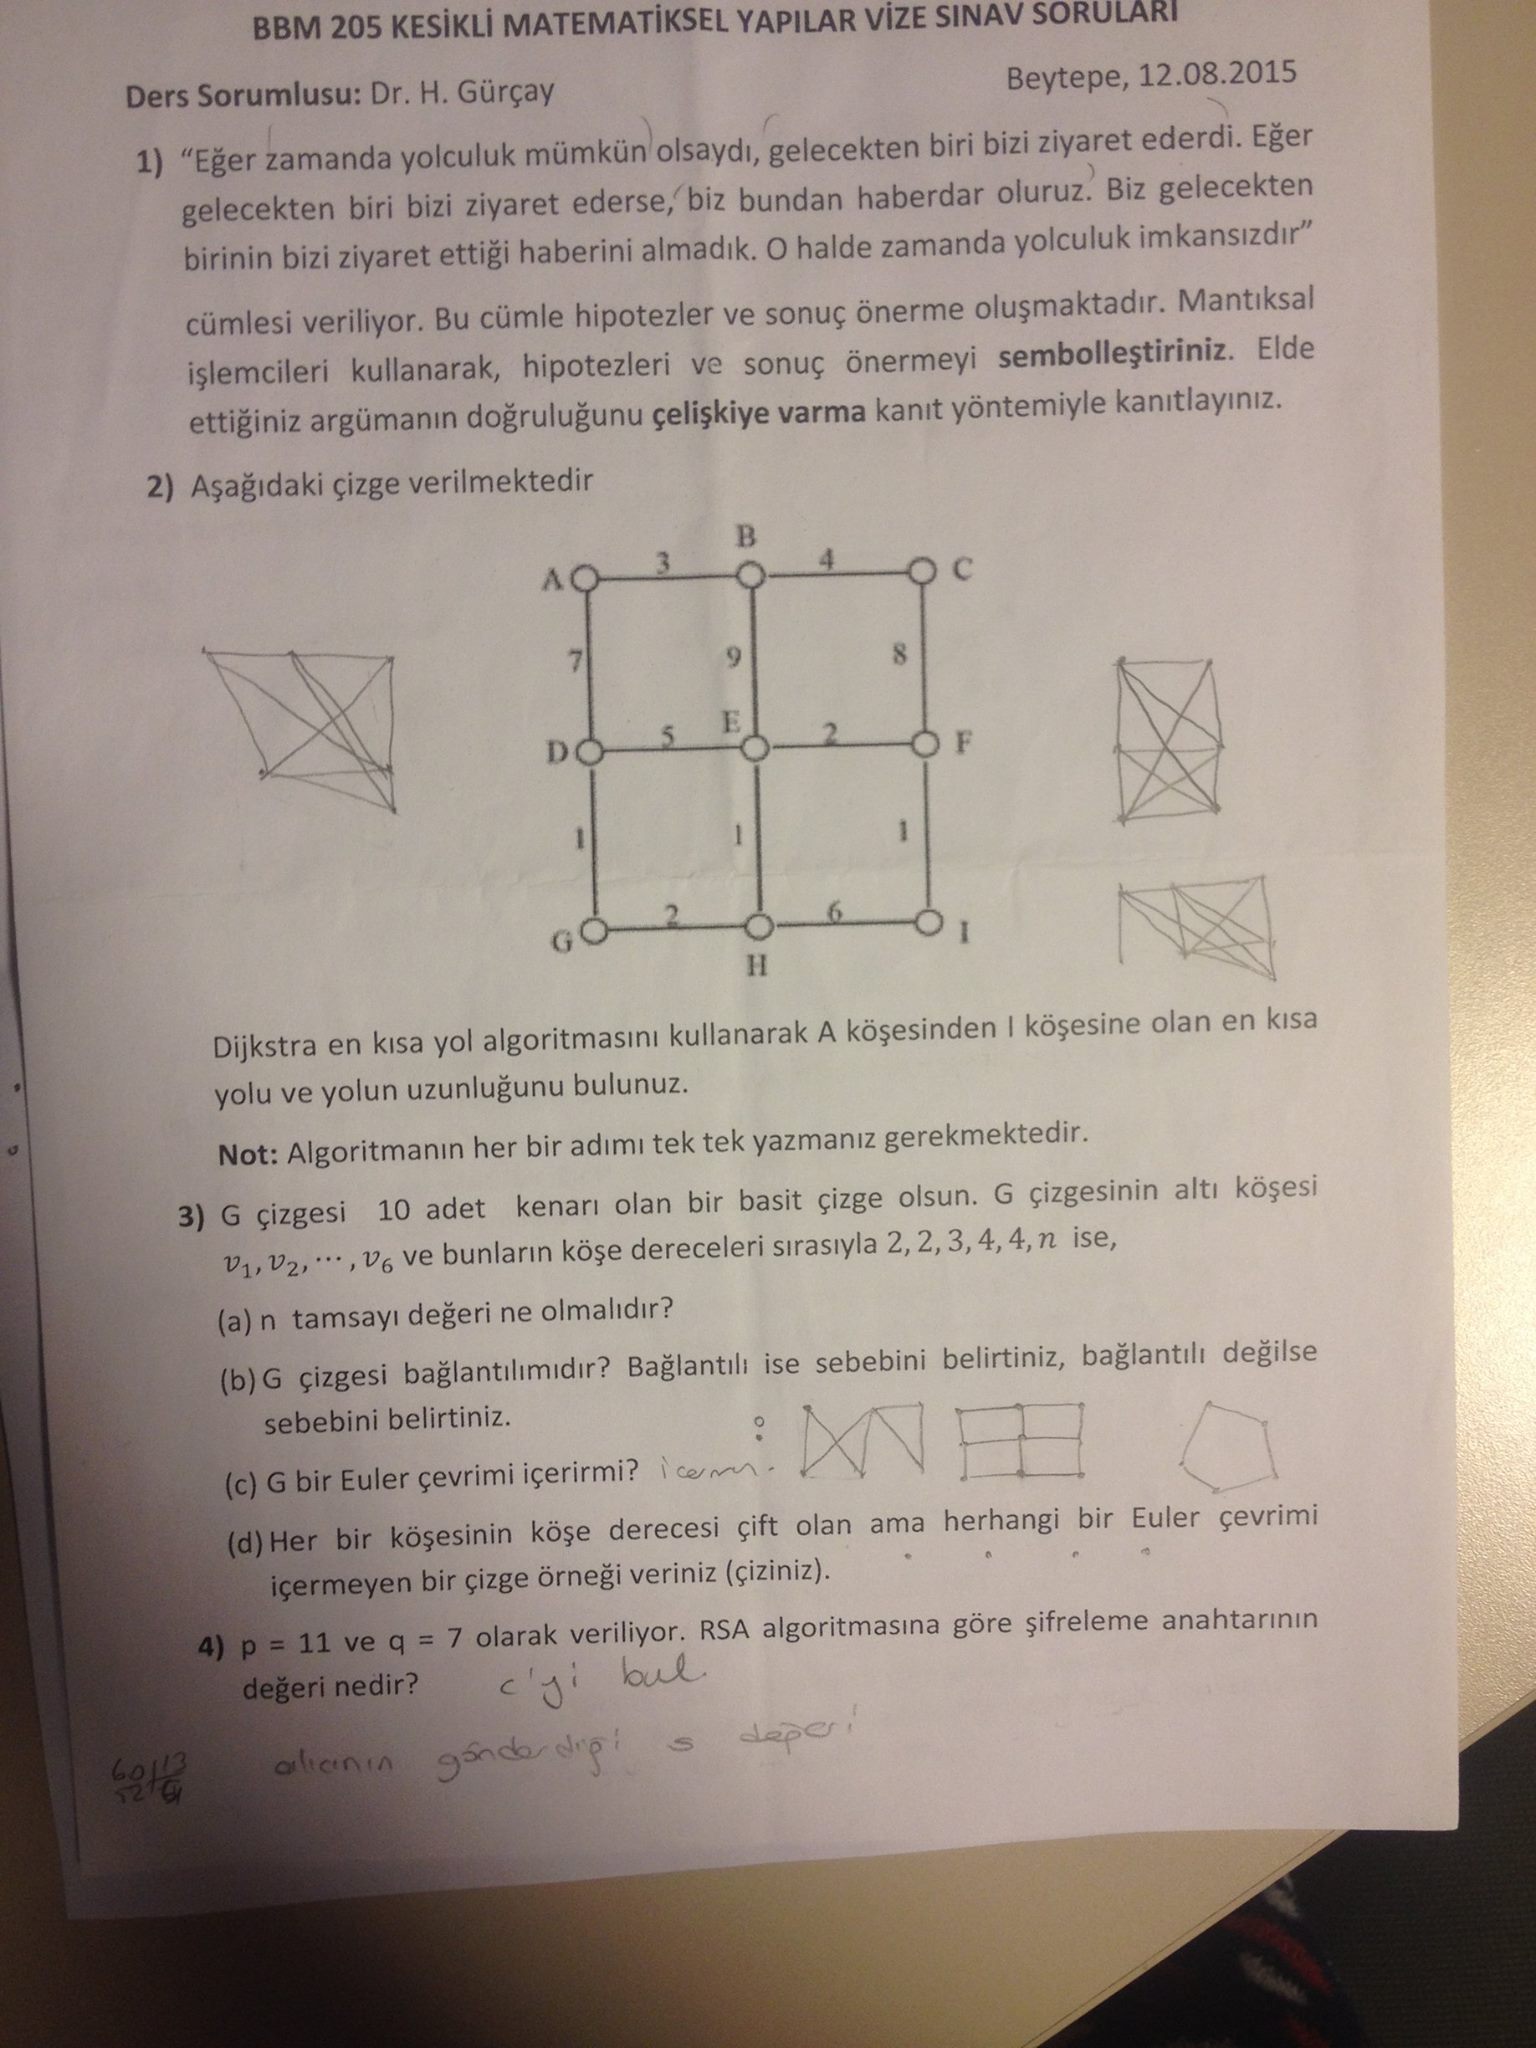 BBM 205 KESİKLİ MATEMATİKSEL YAPILAR VİZE SINAV SORULARI
Ders Sorumlusu: Dr. H. Gürçay
Beytepe, 12.08.2015
1) “Eğer zamanda yolculuk mümkün olsaydı, gelecekten biri bizi ziyaret ederdi. Eğer
gelecekten biri bizi ziyaret ederse, biz bundan haberdar oluruz. Biz gelecekten
birinin bizi ziyaret ettiği haberini almadık. O halde zamanda yolculuk imkansızdır”
cümlesi veriliyor. Bu cümle hipotezler ve sonuç önerme oluşmaktadır. Mantıksal
işlemcileri kullanarak, hipotezleri ve sonuç önermeyi sembolleştiriniz. Elde
ettiğiniz argümanın doğruluğunu çelişkiye varma kanıt yöntemiyle kanıtlayınız.
2) Aşağıdaki çizge verilmektedir
B
A 3 4 C
7 9 8
D 5 E 2 F
1 1 1
G 2 6 I
H
Dijkstra en kısa yol algoritmasını kullanarak A köşesinden I köşesine olan en kısa
yolu ve yolun uzunluğunu bulunuz.
Not: Algoritmanın her bir adımı tek tek yazmanız gerekmektedir.
3) G çizgesi 10 adet kenarı olan bir basit çizge olsun. G çizgesinin altı köşesi
v₁, v₂, ⋯ , v₆ ve bunların köşe dereceleri sırasıyla 2, 2, 3, 4, 4, n ise,
(a) n tamsayı değeri ne olmalıdır?
(b) G çizgesi bağlantılımıdır? Bağlantılı ise sebebini belirtiniz, bağlantılı değilse
sebebini belirtiniz.
(c) G bir Euler çevrimi içerirmi? içermz.
(d) Her bir köşesinin köşe derecesi çift olan ama herhangi bir Euler çevrimi
içermeyen bir çizge örneği veriniz (çiziniz).
4) p = 11 ve q = 7 olarak veriliyor. RSA algoritmasına göre şifreleme anahtarının
değeri nedir? c'yi bul
alıcının gönderdiği s değeri
60 13
52